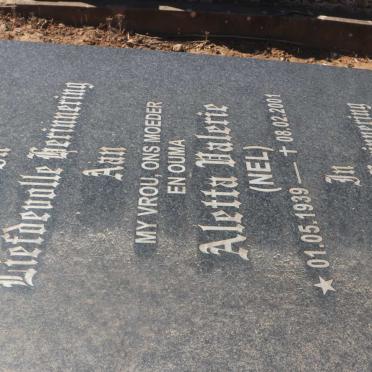 Liefdevolle Herinnering
Aan
MY VROU, ONS MOEDER
EN OUMA
Aletta Valerie
(NEL)
★ 01.05.1939 — ✝ 08.02.2001
In